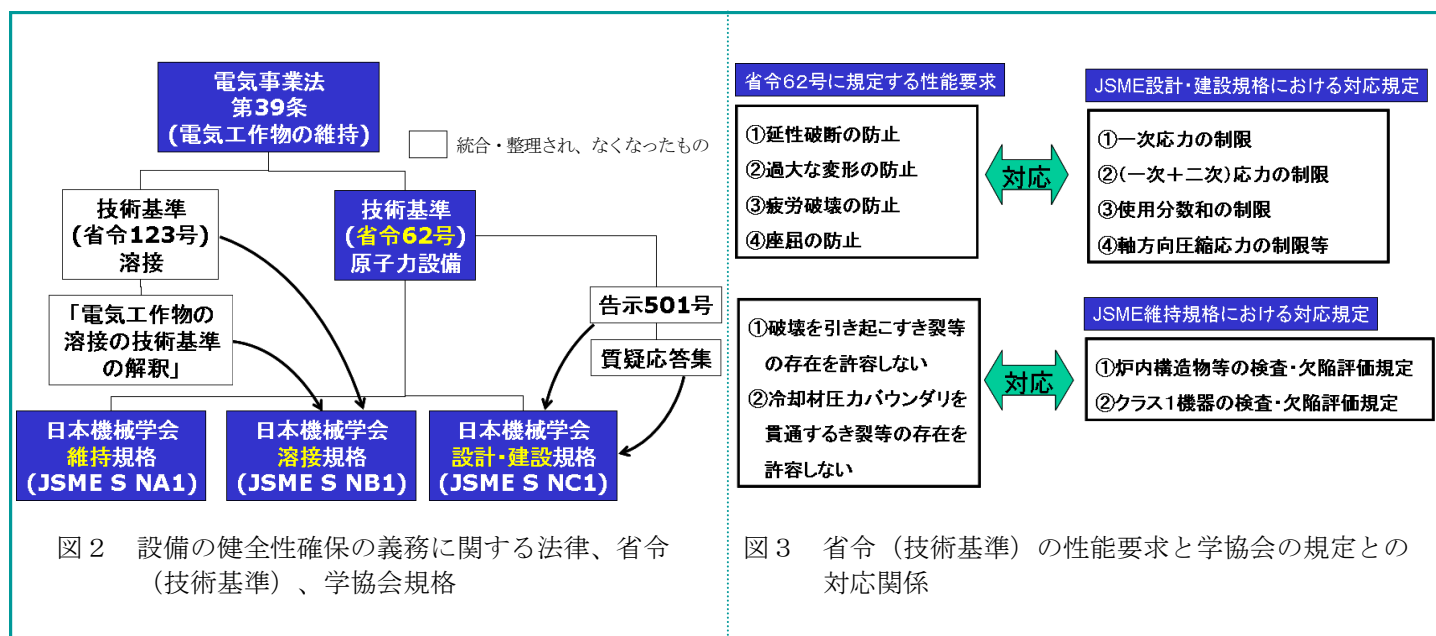 電気事業法
第39条
(電気工作物の維持)
統合・整理され、なくなったもの
技術基準
(省令123号)
溶接
技術基準
(省令62号)
原子力設備
「電気工作物の
溶接の技術基準
の解釈」
告示501号
質疑応答集
日本機械学会
維持規格
(JSME S NA1)
日本機械学会
溶接規格
(JSME S NB1)
日本機械学会
設計・建設規格
(JSME S NC1)
図2 設備の健全性確保の義務に関する法律、省令
(技術基準)、学協会規格
省令62号に規定する性能要求
①延性破断の防止
②過大な変形の防止
③疲労破壊の防止
④座屈の防止
対応
JSME設計・建設規格における対応規定
①一次応力の制限
②(一次+二次)応力の制限
③使用分数和の制限
④軸方向圧縮応力の制限等
①破壊を引き起こすき裂等
の存在を許容しない
②冷却材圧力バウンダリを
貫通するき裂等の存在を
許容しない
対応
JSME維持規格における対応規定
①炉内構造物等の検査・欠陥評価規定
②クラス1機器の検査・欠陥評価規定
図3 省令(技術基準)の性能要求と学協会の規定との
対応関係